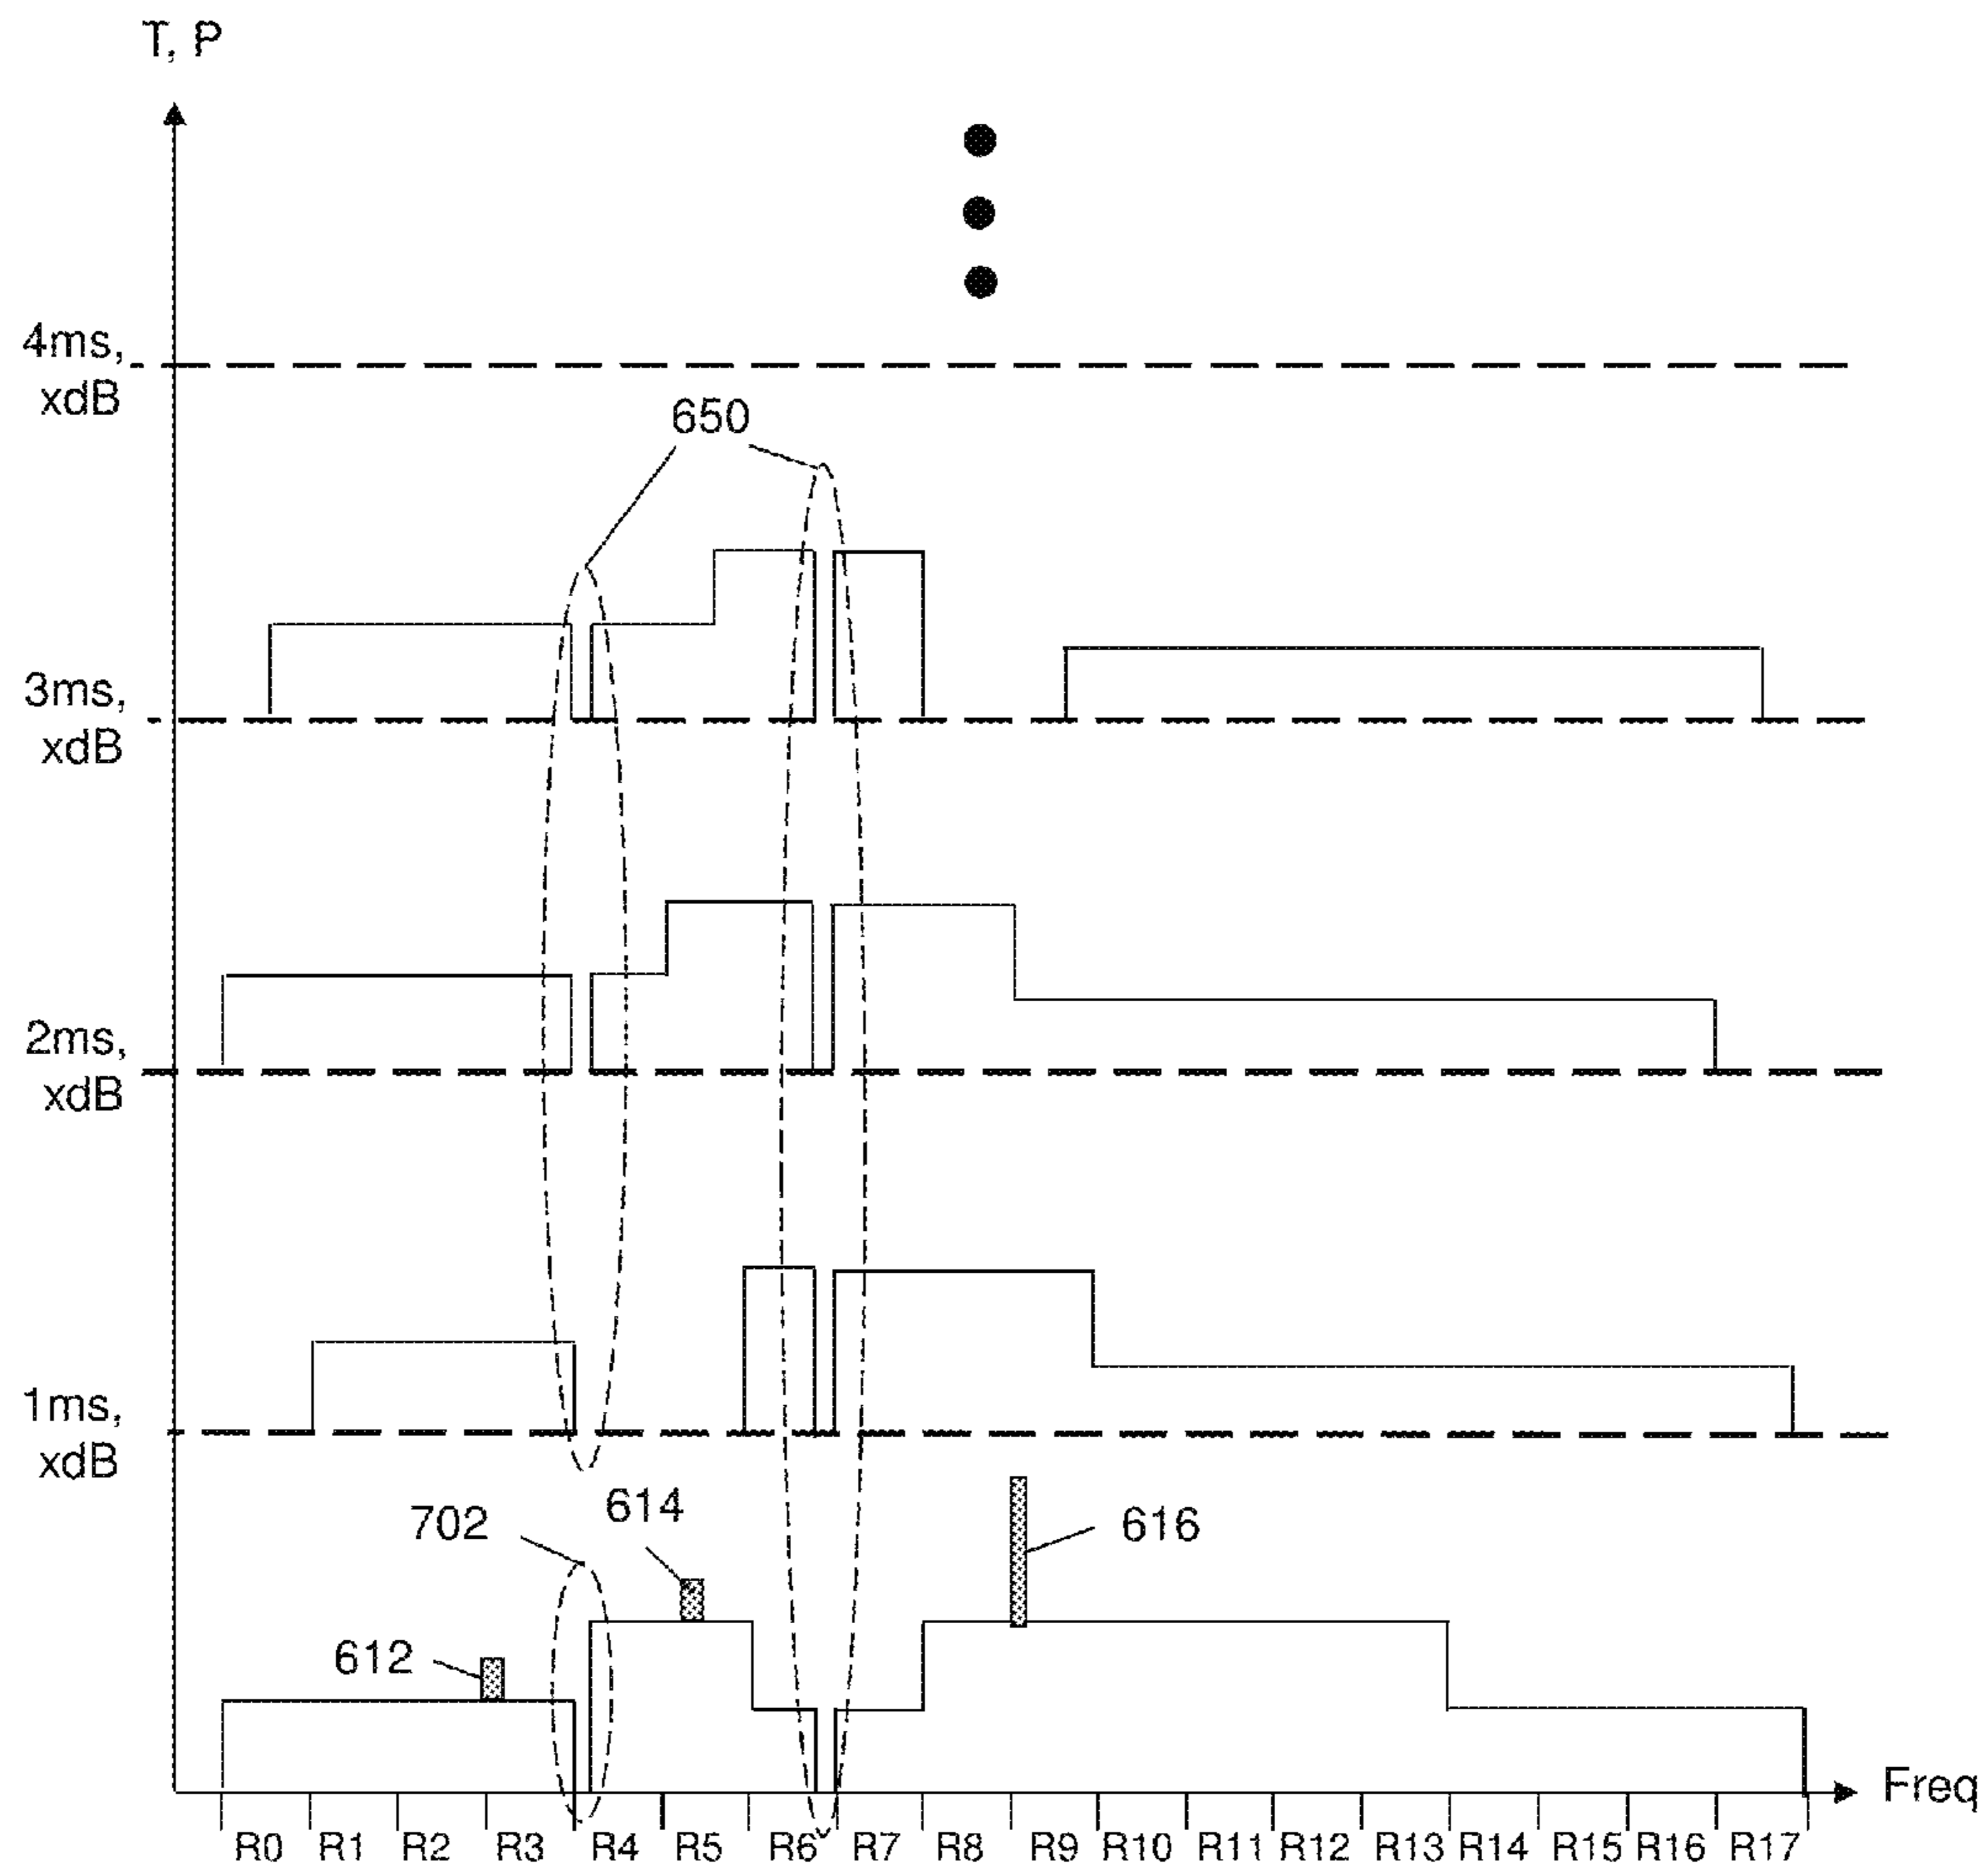 T, P
4ms,
xdB
650
3ms,
xdB
2ms,
xdB
1ms,
xdB
702
614
616
612
Freq
R0 R1 R2 R3 R4 R5 R6 R7 R8 R9 R10 R11 R12 R13 R14 R15 R16 R17